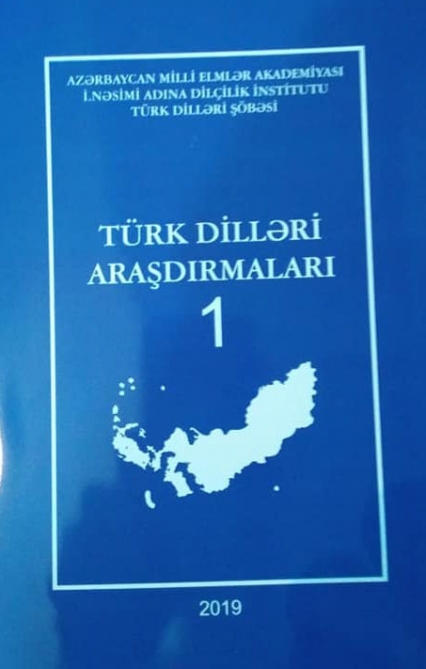 AZƏRBAYCAN MİLLİ ELMLƏR AKADEMİYASI
İ.NƏSİMİ ADINA DİLÇİLİK İNSTİTUTU
TÜRK DİLLƏRİ ŞÖBƏSİ
TÜRK DİLLƏRİ
ARAŞDIRMALARI
1
2019